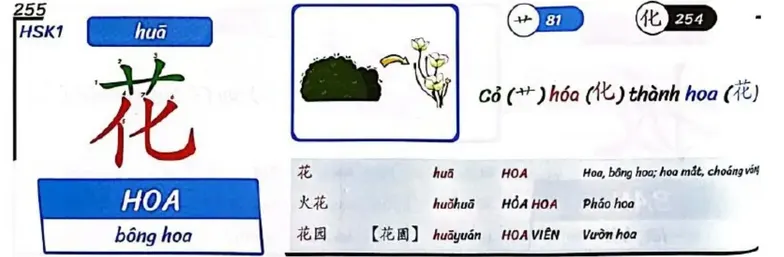 255
HSK1
huā
花
HOA
bông hoa
艹 81
化 254
Cỏ (艹) hóa (化) thành hoa (花)
花 huā HOA Hoa, bông hoa; hoa mắt, choáng
火花 huǒhuā HỎA HOA Pháo hoa
花园 【花園】 huāyuán HOA VIÊN Vườn hoa